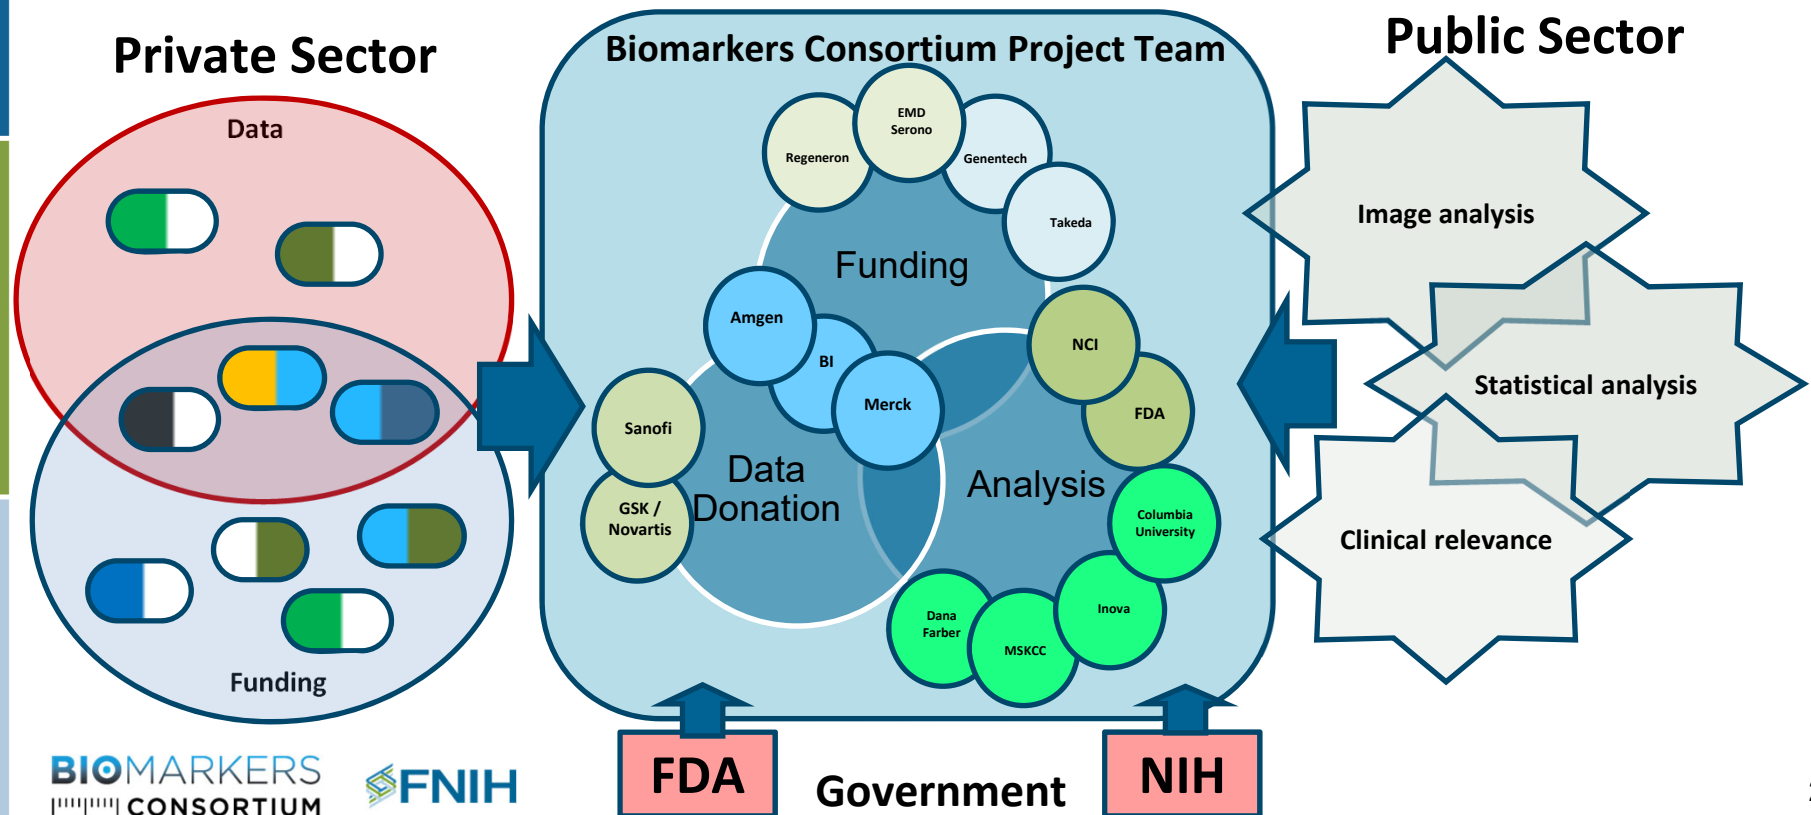 Private Sector
Data
Funding
Biomarkers Consortium Project Team
EMD
Serono
Regeneron
Genentech
Takeda
Funding
Amgen
BI
Merck
NCI
FDA
Sanofi
GSK /
Novartis
Data
Donation
Analysis
Columbia
University
Inova
MSKCC
Dana
Farber
Public Sector
Image analysis
Statistical analysis
Clinical relevance
FDA
Government
NIH
BIOMARKERS
CONSORTIUM
FNIH